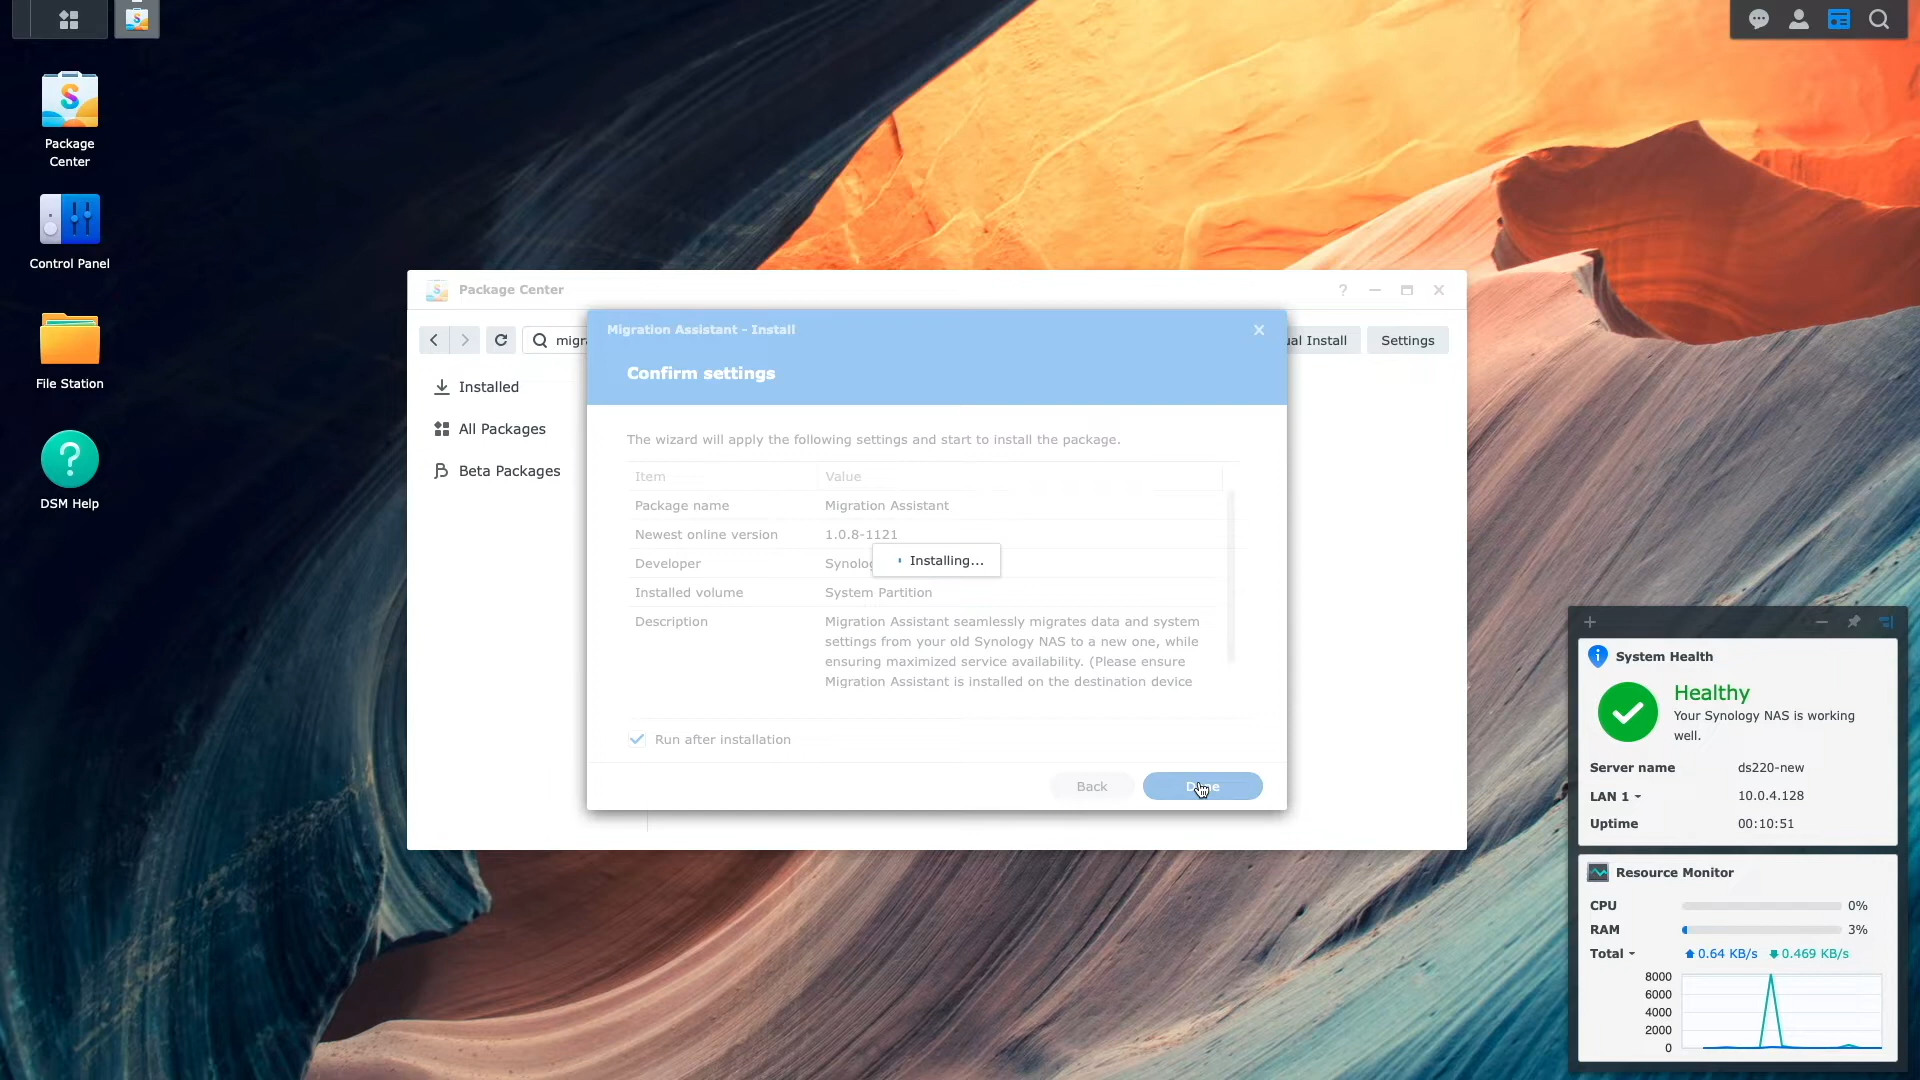 Package
Center
Control Panel
File Station
DSM Help
Package Center
?
migra
Settings
Installed
All Packages
Beta Packages
Migration Assistant - Install
Confirm settings
The wizard will apply the following settings and start to install the package.
Item Value
Package name Migration Assistant
Newest online version 1.0.8-1121
Developer
Installing...
Installed volume System Partition
Description Migration Assistant seamlessly migrates data and system
settings from your old Synology NAS to a new one, while
ensuring maximized service availability. (Please ensure
Migration Assistant is installed on the destination device
Run after installation
Back
System Health
Healthy
Your Synology NAS is working
well.
Server name ds220-new
LAN 1 10.0.4.128
Uptime 00:10:51
Resource Monitor
CPU 0%
RAM 3%
Total 0.64 KB/s 0.469 KB/s
8000
6000
4000
2000
0